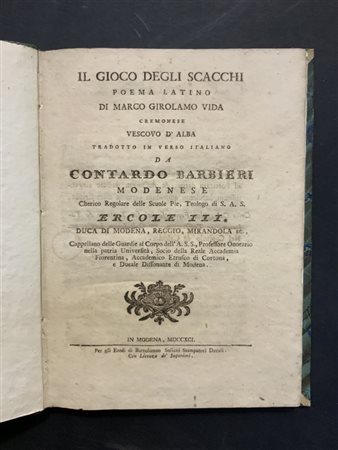 IL GIOCO DEGLI SCACCHI
POEMA LATINO
DI MARCO GIROLAMO VIDA
CREMONESE
VESCOVO D' ALBA
TRADOTTO IN VERSO ITALIANO
DA
CONTARDO BARBIERI
MODENESE
Cherico Regolare delle Scuole Pie, Teologo di S. A. S.
ERCOLE III.
DUCA DI MODENA, REGGIO, MIRANDOLA ec.
Cappellano delle Guardie al Corpo dell' A. S. S., Professore Onorario
nella patria Università, Socio della Reale Accademia
Fiorentina, Accademico Etrusco di Cortona,
e Ducale Dissonante di Modena.
IN MODENA, MDCCXCI.
Per gli Eredi di Bartolomeo Soliani Stampatori Ducali.
Con Licenza de' Superiori.